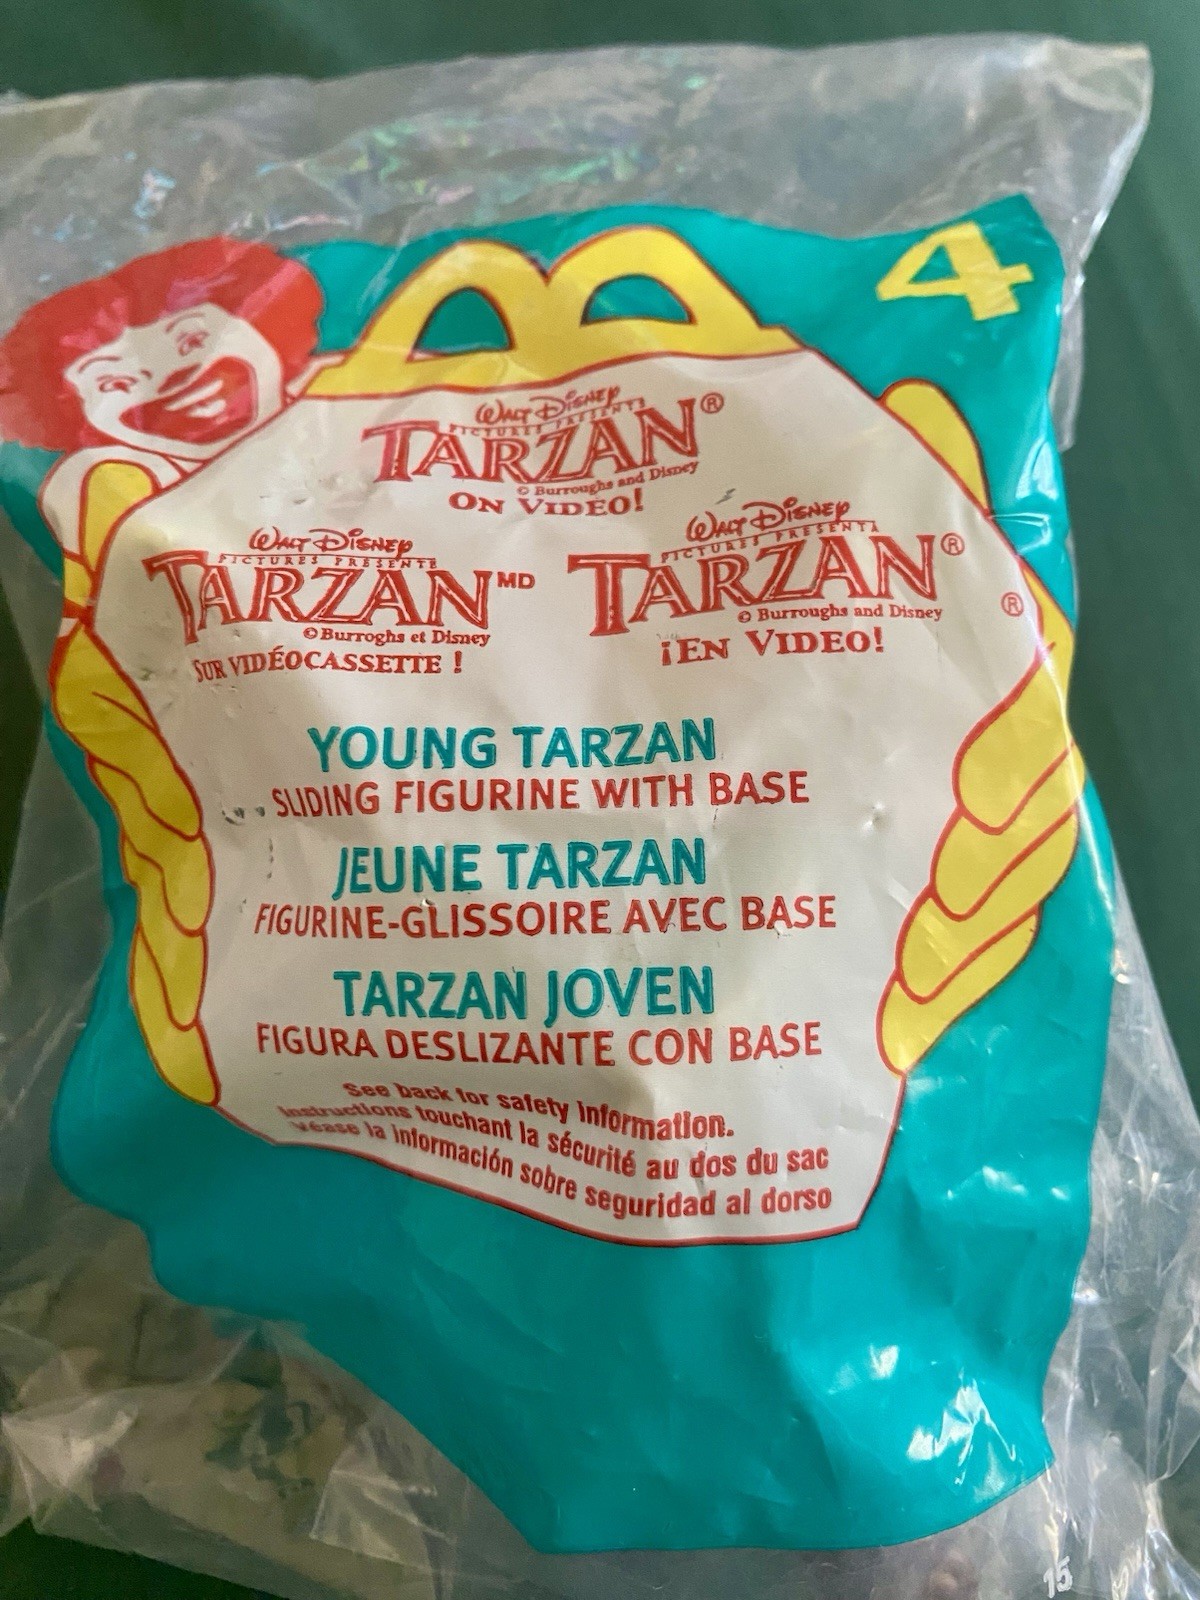 4
Walt Disney
PICTURES PRESENTS
TARZAN®
© Burroughs and Disney
ON VIDEO!
Walt Disney
PICTURES PRESENTE
TARZAN MD
© Burroghs et Disney
SUR VIDÉOCASSETTE !
Walt Disney
PICTURES PRESENTA
TARZAN®
© Burroughs and Disney
¡EN VIDEO!
®
YOUNG TARZAN
SLIDING FIGURINE WITH BASE
JEUNE TARZAN
FIGURINE-GLISSOIRE AVEC BASE
TARZAN JOVEN
FIGURA DESLIZANTE CON BASE
See back for safety information.
Instructions touchant la sécurité au dos du sac
Véase la información sobre seguridad al dorso
15